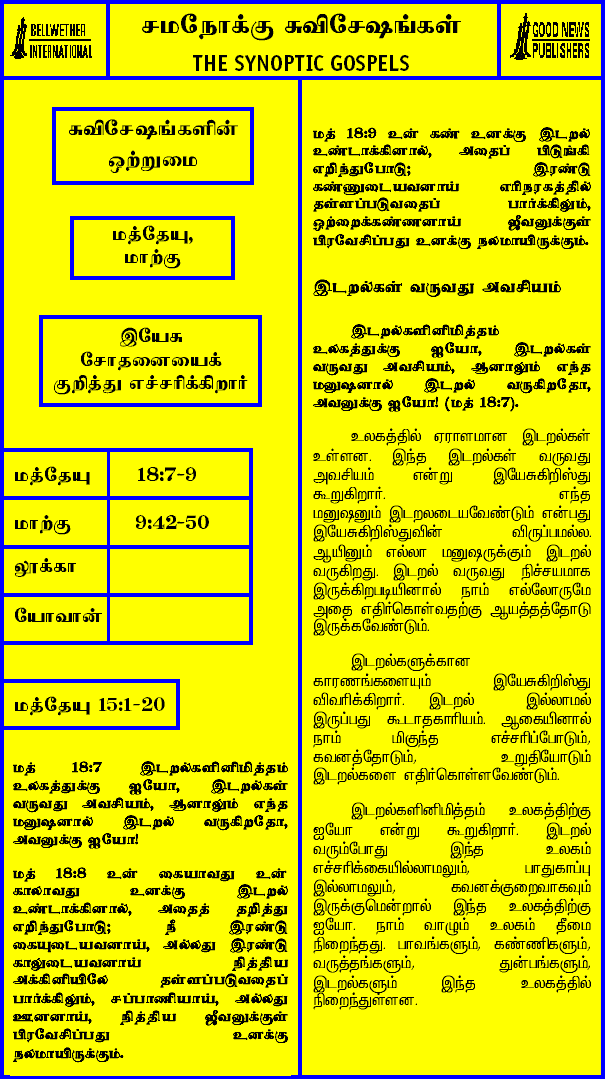 BELLWETHER
INTERNATIONAL
சமநோக்கு சுவிசேஷங்கள்
THE SYNOPTIC GOSPELS
GOOD NEWS
PUBLISHERS
சுவிசேஷங்களின்
ஒற்றுமை
மத்தேயு,
மாற்கு
இயேசு
சோதனையைக்
குறித்து எச்சரிக்கிறார்
மத்தேயு 18:7-9
மாற்கு 9:42-50
லூக்கா
யோவான்
மத்தேயு 15:1-20
மத் 18:7 இடறல்களினிமித்தம்
உலகத்துக்கு ஐயோ, இடறல்கள்
வருவது அவசியம், ஆனாலும் எந்த
மனுஷனால் இடறல் வருகிறதோ,
அவனுக்கு ஐயோ!
மத் 18:8 உன் கையாவது உன்
காலாவது உனக்கு இடறல்
உண்டாக்கினால், அதைத் தறித்து
எறிந்துபோடு; நீ இரண்டு
கையுடையவனாய், அல்லது இரண்டு
காலுடையவனாய் நித்திய
அக்கினியிலே தள்ளப்படுவதைப்
பார்க்கிலும், சப்பாணியாய், அல்லது
ஊனனாய், நித்திய ஜீவனுக்குள்
பிரவேசிப்பது உனக்கு
நலமாயிருக்கும்.
மத் 18:9 உன் கண் உனக்கு இடறல்
உண்டாக்கினால், அதைப் பிடுங்கி
எறிந்துபோடு; இரண்டு
கண்ணுடையவனாய் எரிநரகத்தில்
தள்ளப்படுவதைப் பார்க்கிலும்,
ஒற்றைக்கண்ணனாய் ஜீவனுக்குள்
பிரவேசிப்பது உனக்கு நலமாயிருக்கும்.
இடறல்கள் வருவது அவசியம்
இடறல்களினிமித்தம்
உலகத்துக்கு ஐயோ, இடறல்கள்
வருவது அவசியம், ஆனாலும் எந்த
மனுஷனால் இடறல் வருகிறதோ,
அவனுக்கு ஐயோ! (மத் 18:7).
உலகத்தில் ஏராளமான இடறல்கள்
உள்ளன. இந்த இடறல்கள் வருவது
அவசியம் என்று இயேசுகிறிஸ்து
கூறுகிறார். எந்த
மனுஷனும் இடறலடையவேண்டும் என்பது
இயேசுகிறிஸ்துவின் விருப்பமல்ல.
ஆயினும் எல்லா மனுஷருக்கும் இடறல்
வருகிறது. இடறல் வருவது நிச்சயமாக
இருக்கிறபடியினால் நாம் எல்லோருமே
அதை எதிர்கொள்வதற்கு ஆயத்தத்தோடு
இருக்கவேண்டும்.
இடறல்களுக்கான
காரணங்களையும் இயேசுகிறிஸ்து
விவரிக்கிறார். இடறல் இல்லாமல்
இருப்பது கூடாதகாரியம். ஆகையினால்
நாம் மிகுந்த எச்சரிப்போடும்,
கவனத்தோடும், உறுதியோடும்
இடறல்களை எதிர்கொள்ளவேண்டும்.
இடறல்களினிமித்தம் உலகத்திற்கு
ஐயோ என்று கூறுகிறார். இடறல்
வரும்போது இந்த உலகம்
எச்சரிக்கையில்லாமலும், பாதுகாப்பு
இல்லாமலும், கவனக்குறைவாகவும்
இருக்குமென்றால் இந்த உலகத்திற்கு
ஐயோ. நாம் வாழும் உலகம் தீமை
நிறைந்தது. பாவங்களும், கண்ணிகளும்,
வருத்தங்களும், துன்பங்களும்,
இடறல்களும் இந்த உலகத்தில்
நிறைந்துள்ளன.